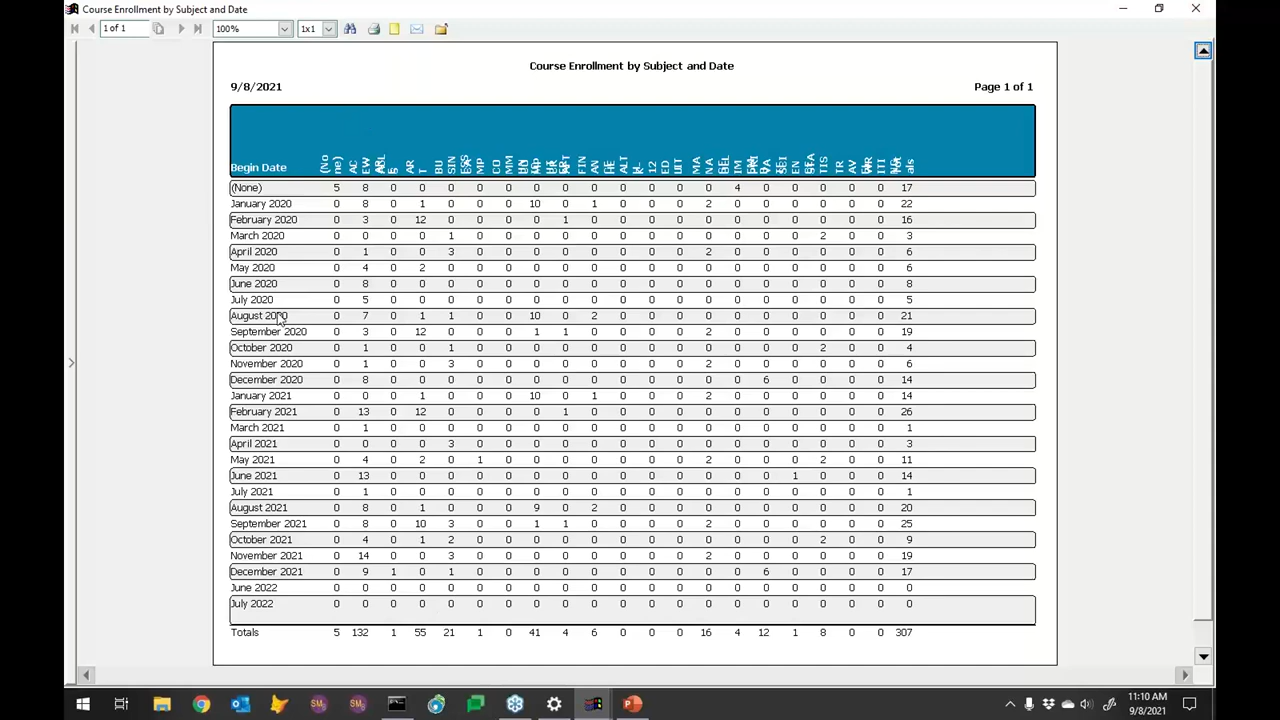 Course Enrollment by Subject and Date
1 of 1
100%
1x1
Course Enrollment by Subject and Date
9/8/2021
Page 1 of 1
Begin Date
(None) 5 8 0 0 0 0 0 0 0 0 0 0 0 0 4 0 0 0 0 0 17
January 2020 0 8 0 1 0 0 0 10 0 1 0 0 0 2 0 0 0 0 0 0 22
February 2020 0 3 0 12 0 0 0 0 1 0 0 0 0 0 0 0 0 0 0 0 16
March 2020 0 0 0 0 1 0 0 0 0 0 0 0 0 0 0 0 0 2 0 0 3
April 2020 0 1 0 0 3 0 0 0 0 0 0 0 0 2 0 0 0 0 0 0 6
May 2020 0 4 0 2 0 0 0 0 0 0 0 0 0 0 0 0 0 0 0 0 6
June 2020 0 8 0 0 0 0 0 0 0 0 0 0 0 0 0 0 0 0 0 0 8
July 2020 0 5 0 0 0 0 0 0 0 0 0 0 0 0 0 0 0 0 0 0 5
August 2020 0 7 0 1 1 0 0 10 0 2 0 0 0 0 0 0 0 0 0 0 21
September 2020 0 3 0 12 0 0 0 1 1 0 0 0 0 2 0 0 0 0 0 0 19
October 2020 0 1 0 0 1 0 0 0 0 0 0 0 0 0 0 0 0 2 0 0 4
November 2020 0 1 0 0 3 0 0 0 0 0 0 0 0 2 0 0 0 0 0 0 6
December 2020 0 8 0 0 0 0 0 0 0 0 0 0 0 0 0 6 0 0 0 0 14
January 2021 0 0 0 1 0 0 0 10 0 1 0 0 0 2 0 0 0 0 0 0 14
February 2021 0 13 0 12 0 0 0 0 1 0 0 0 0 0 0 0 0 0 0 0 26
March 2021 0 1 0 0 0 0 0 0 0 0 0 0 0 0 0 0 0 0 0 0 1
April 2021 0 0 0 0 3 0 0 0 0 0 0 0 0 0 0 0 0 0 0 0 3
May 2021 0 4 0 2 0 1 0 0 0 0 0 0 0 2 0 0 0 2 0 0 11
June 2021 0 13 0 0 0 0 0 0 0 0 0 0 0 0 0 0 1 0 0 0 14
July 2021 0 1 0 0 0 0 0 0 0 0 0 0 0 0 0 0 0 0 0 0 1
August 2021 0 8 0 1 0 0 0 9 0 2 0 0 0 0 0 0 0 0 0 0 20
September 2021 0 8 0 10 3 0 0 1 1 0 0 0 0 2 0 0 0 0 0 0 25
October 2021 0 4 0 1 2 0 0 0 0 0 0 0 0 0 0 0 0 2 0 0 9
November 2021 0 14 0 0 3 0 0 0 0 0 0 0 0 2 0 0 0 0 0 0 19
December 2021 0 9 1 0 1 0 0 0 0 0 0 0 0 0 0 6 0 0 0 0 17
June 2022 0 0 0 0 0 0 0 0 0 0 0 0 0 0 0 0 0 0 0 0 0
July 2022 0 0 0 0 0 0 0 0 0 0 0 0 0 0 0 0 0 0 0 0 0
Totals 5 132 1 55 21 1 0 41 4 6 0 0 0 16 4 12 1 8 0 0 307
11:10 AM
9/8/2021